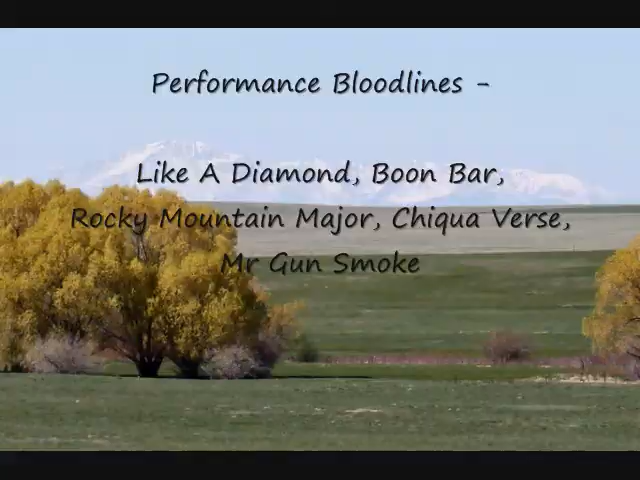 Performance Bloodlines -
Like A Diamond, Boon Bar,
Rocky Mountain Major, Chiqua Verse,
Mr Gun Smoke